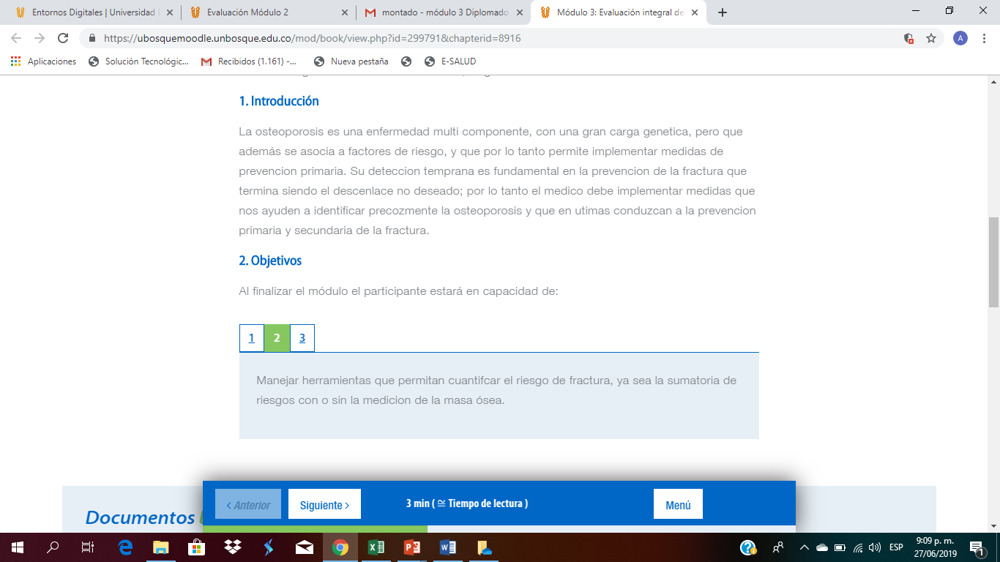 Entornos Digitales | Universidad E
Evaluación Módulo 2
montado - módulo 3 Diplomado
Módulo 3: Evaluación integral de
https://ubosquemoodle.unbosque.edu.co/mod/book/view.php?id=299791&chapterid=8916
A
Aplicaciones
Solución Tecnológic...
Recibidos (1.161) -...
Nueva pestaña
E-SALUD
1. Introducción
La osteoporosis es una enfermedad multi componente, con una gran carga genetica, pero que
además se asocia a factores de riesgo, y que por lo tanto permite implementar medidas de
prevencion primaria. Su deteccion temprana es fundamental en la prevencion de la fractura que
termina siendo el descenlace no deseado; por lo tanto el medico debe implementar medidas que
nos ayuden a identificar precozmente la osteoporosis y que en utimas conduzcan a la prevencion
primaria y secundaria de la fractura.
2. Objetivos
Al finalizar el módulo el participante estará en capacidad de:
1 2 3
Manejar herramientas que permitan cuantifcar el riesgo de fractura, ya sea la sumatoria de
riesgos con o sin la medicion de la masa ósea.
‹ Anterior
Siguiente ›
3 min ( ≅ Tiempo de lectura )
Menú
Documentos
ESP
9:09 p. m.
27/06/2019
1